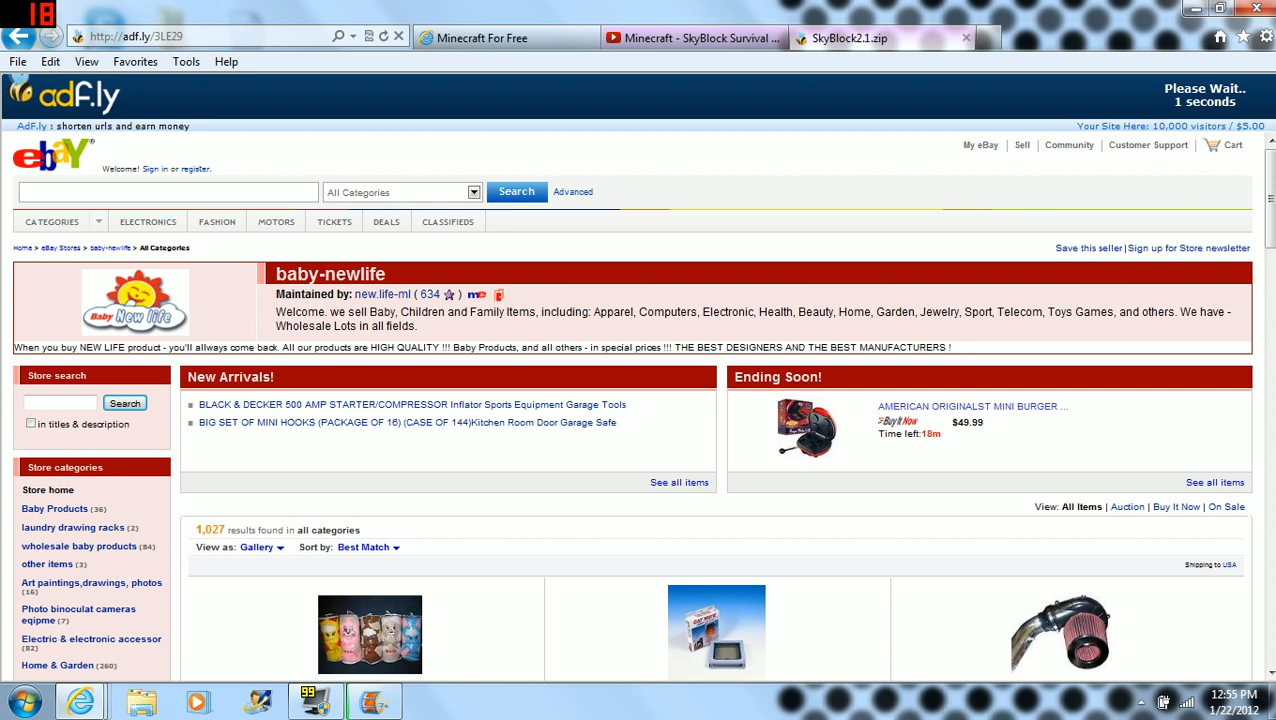 18
http://adf.ly/3LE29
Minecraft For Free
Minecraft - SkyBlock Survival ...
SkyBlock2.1.zip
File Edit View Favorites Tools Help
adf.ly
Please Wait..
1 seconds
AdF.ly : shorten urls and earn money
Your Site Here: 10,000 visitors / $5.00
ebay
Welcome! Sign in or register.
My eBay Sell Community Customer Support Cart
All Categories
Search
Advanced
CATEGORIES ELECTRONICS FASHION MOTORS TICKETS DEALS CLASSIFIEDS
Home > eBay Stores > baby-newlife > All Categories
Save this seller | Sign up for Store newsletter
baby-newlife
Baby New life
Maintained by: new.life-ml ( 634 ) me
Welcome. we sell Baby, Children and Family Items, including: Apparel, Computers, Electronic, Health, Beauty, Home, Garden, Jewelry, Sport, Telecom, Toys Games, and others. We have -
Wholesale Lots in all fields.
When you buy NEW LIFE product - you'll allways come back. All our products are HIGH QUALITY !!! Baby Products, and all others - in special prices !!! THE BEST DESIGNERS AND THE BEST MANUFACTURERS !
Store search
Search
in titles & description
New Arrivals!
BLACK & DECKER 500 AMP STARTER/COMPRESSOR Inflator Sports Equipment Garage Tools
BIG SET OF MINI HOOKS (PACKAGE OF 16) (CASE OF 144)Kitchen Room Door Garage Safe
See all items
Ending Soon!
AMERICAN ORIGINALST MINI BURGER ...
Buy It Now $49.99
Time left:18m
See all items
Store categories
Store home
Baby Products (36)
laundry drawing racks (2)
wholesale baby products (84)
other items (3)
Art paintings,drawings, photos
(16)
Photo binoculat cameras
eqipme (7)
Electric & electronic accessor
(82)
Home & Garden (260)
View: All Items | Auction | Buy It Now | On Sale
1,027 results found in all categories
View as: Gallery Sort by: Best Match
Shipping to USA
CAT MATE
99
12:55 PM
1/22/2012